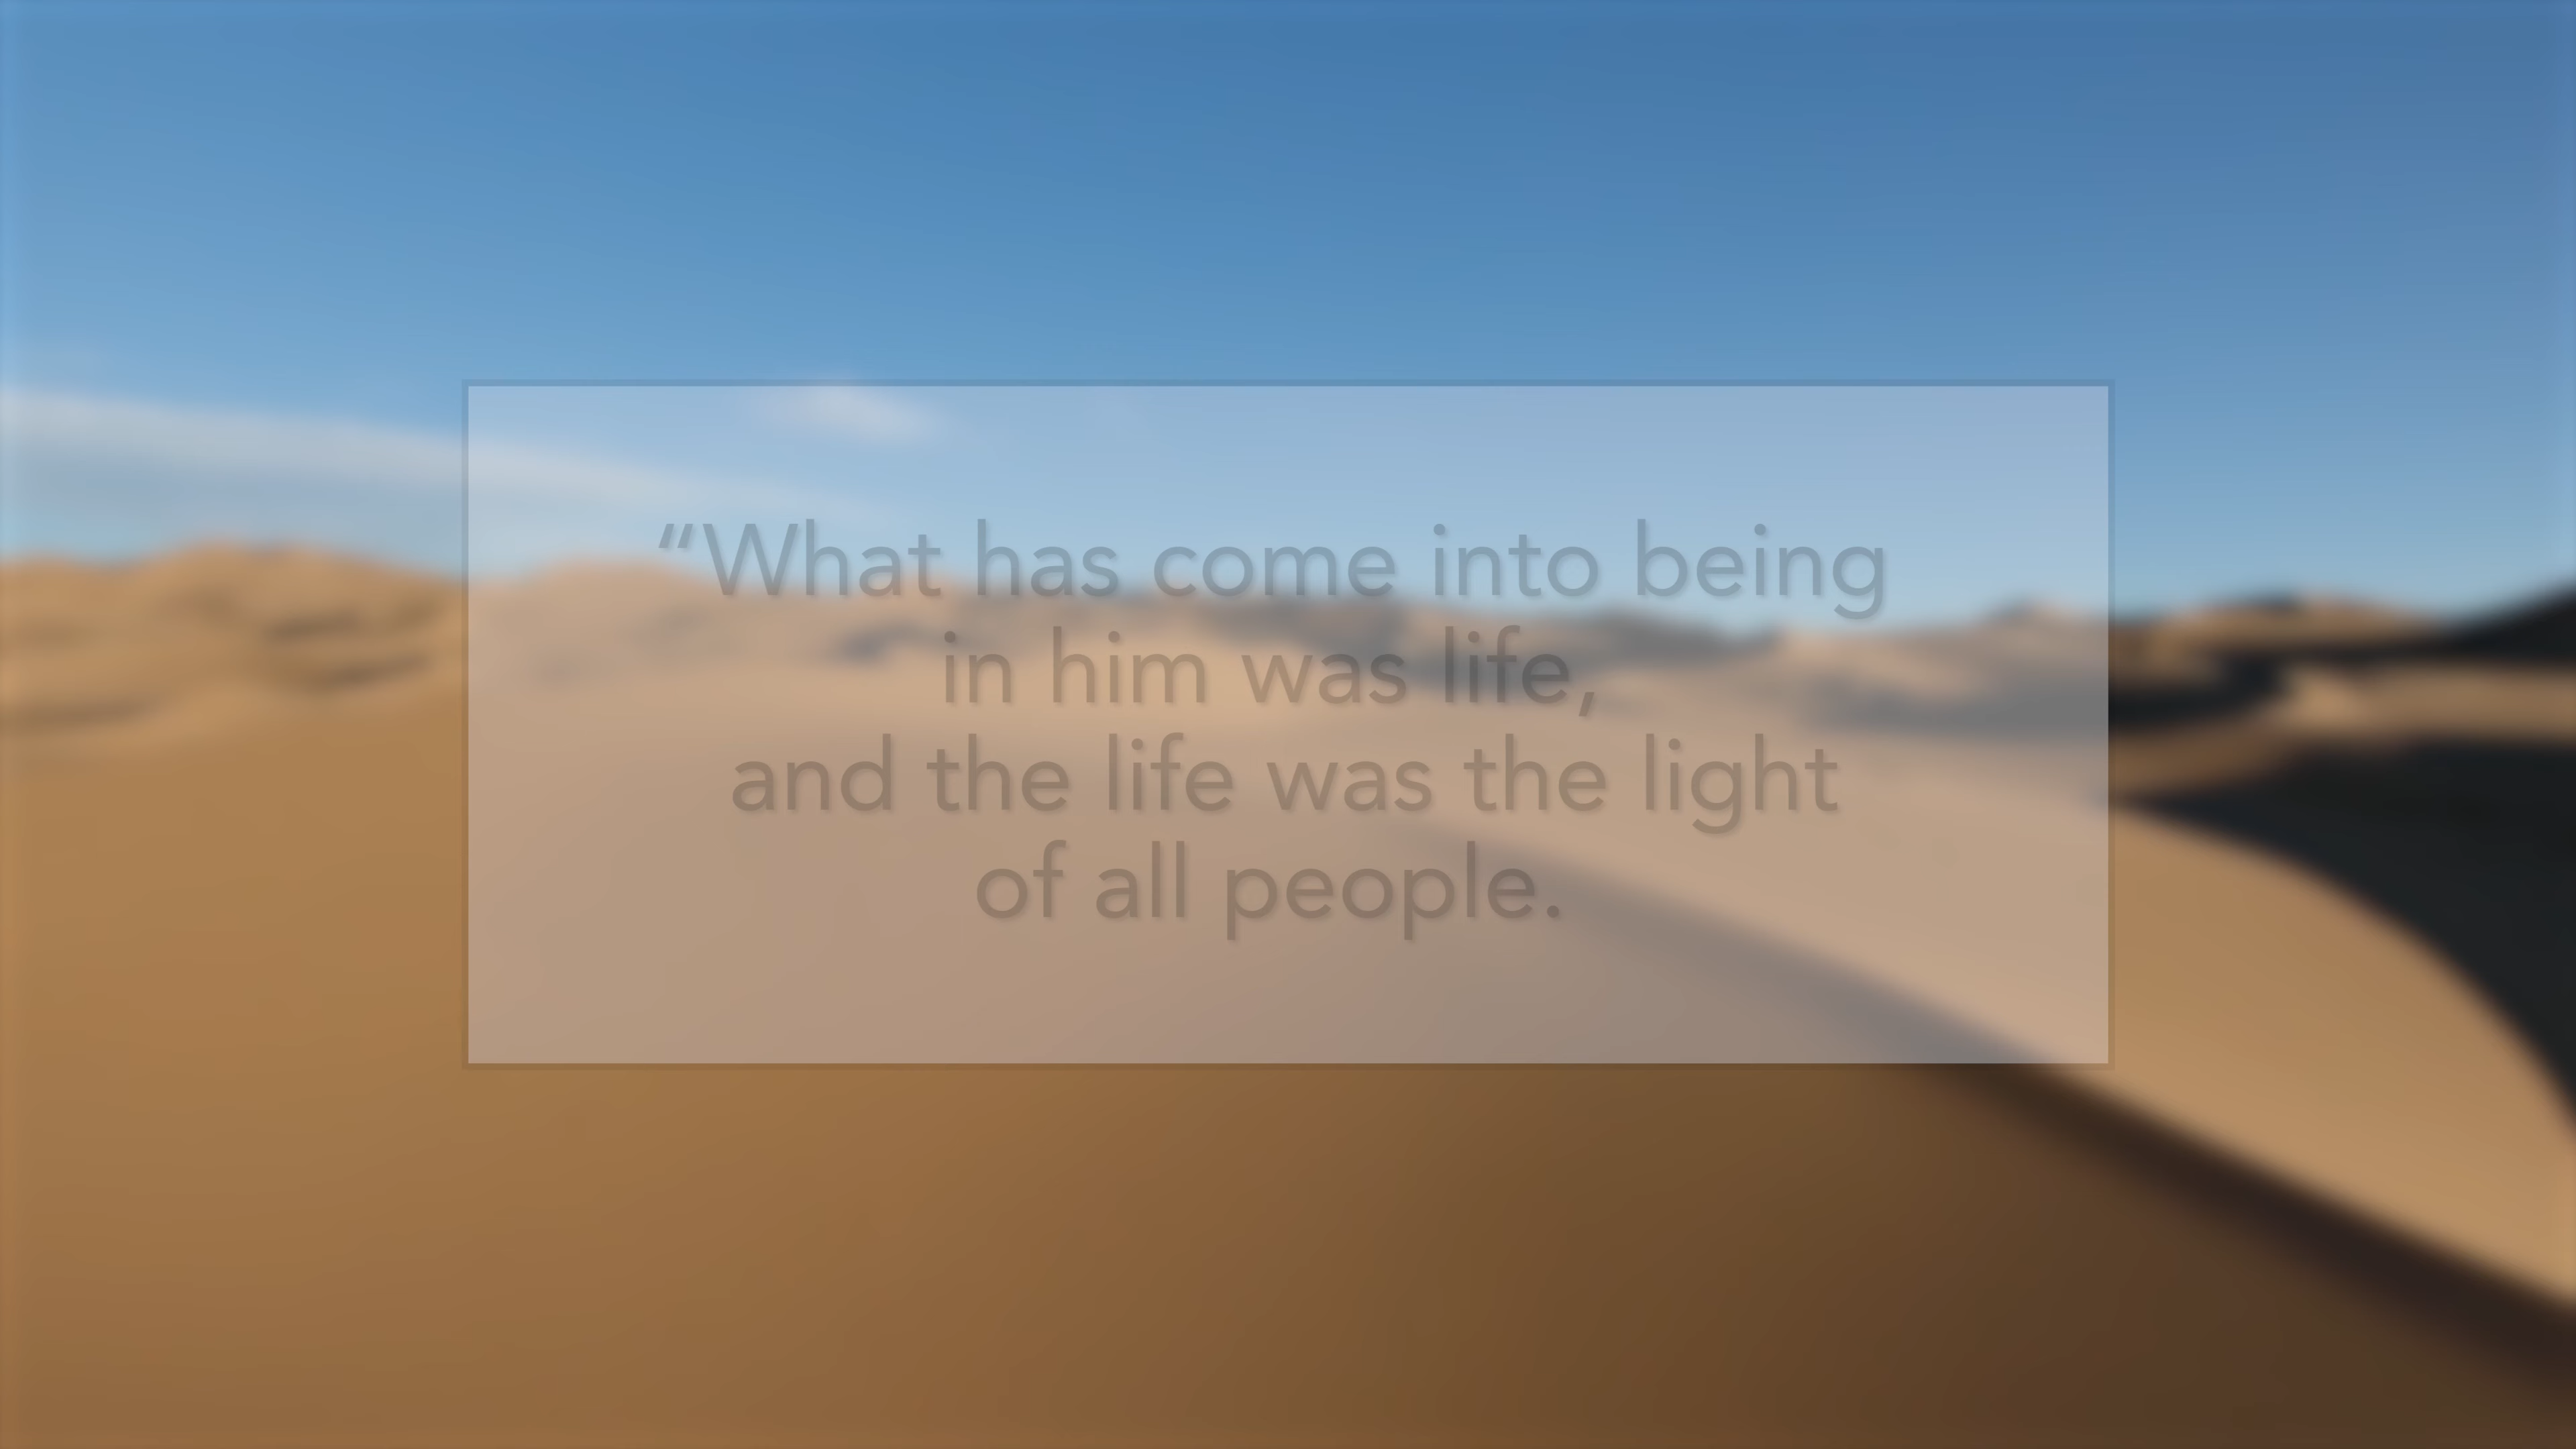 “What has come into being
in him was life,
and the life was the light
of all people.